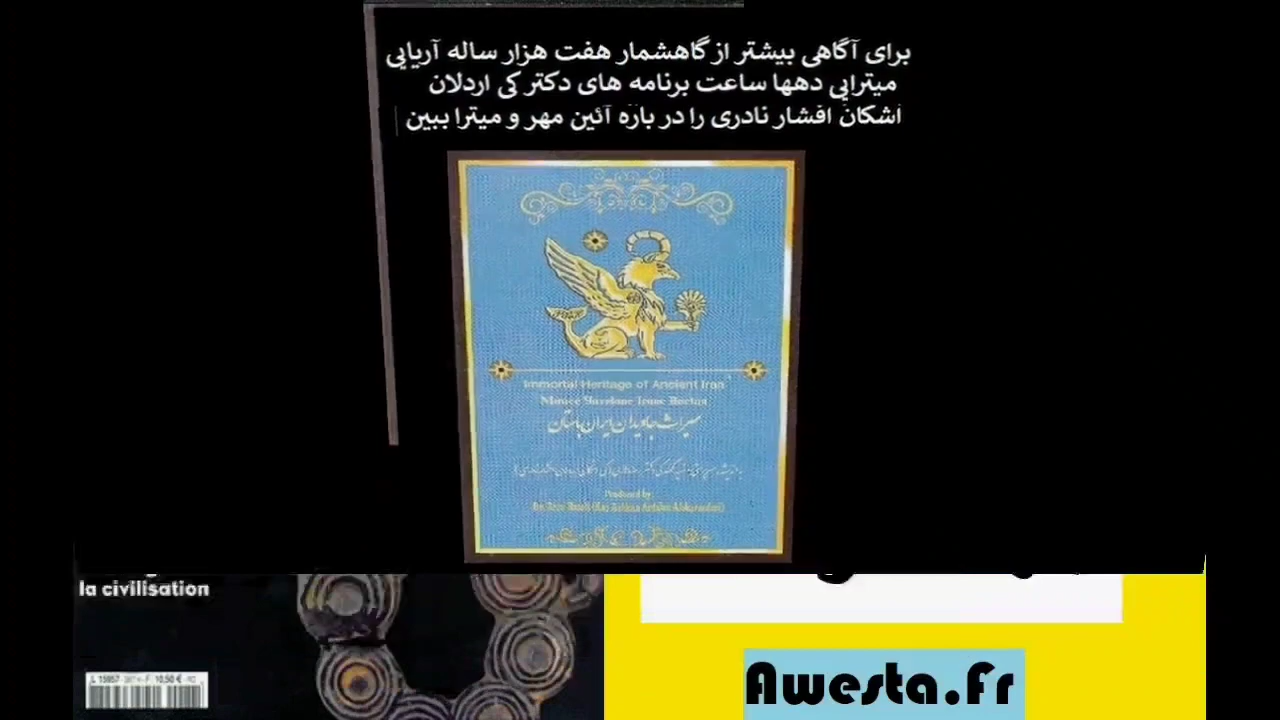 برای آگاهی بیشتر از گاهشمار هفت هزار ساله آریایی
میترایی دهها ساعت برنامه های دکتر کی اردلان
اشکان افشار نادری را در باره آئین مهر و میترا ببین
Immortal Heritage of Ancient Iran
میراث جاویدان ایران باستان
Produced by
la civilisation
10,50 €
Awesta.Fr